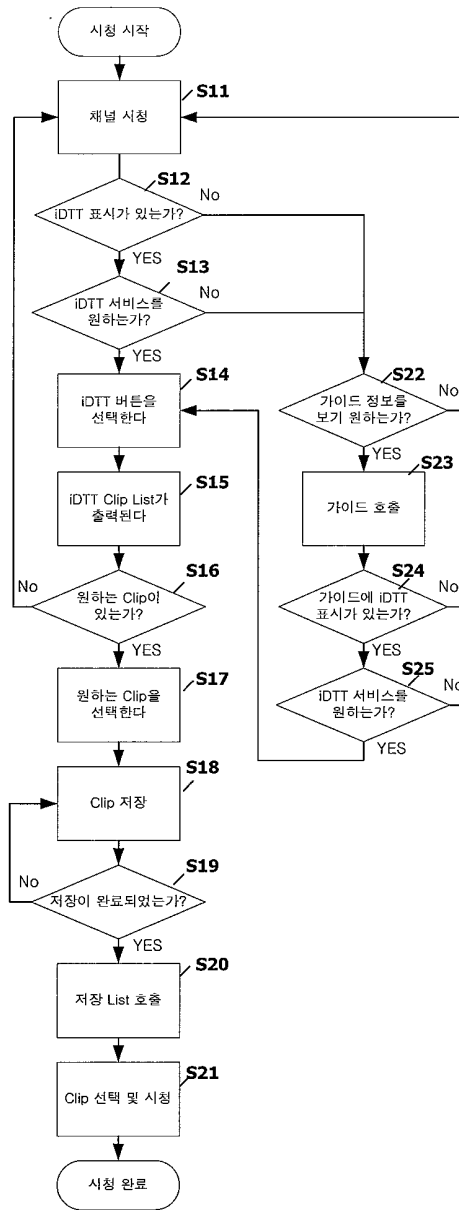 시청 시작
S11
채널 시청
S12
No
iDTT 표시가 있는가?
YES
S13
No
iDTT 서비스를
원하는가?
YES
S14
iDTT 버튼을
선택한다
S22
가이드 정보를
보기 원하는가?
No
YES
S15
iDTT Clip List가
출력된다
S23
가이드 호출
S16
No
원하는 Clip이
있는가?
YES
S24
가이드에 iDTT
표시가 있는가?
No
YES
S17
원하는 Clip을
선택한다
S25
iDTT 서비스를
원하는가?
No
YES
S18
Clip 저장
S19
No
저장이 완료되었는가?
YES
S20
저장 List 호출
S21
Clip 선택 및 시청
시청 완료